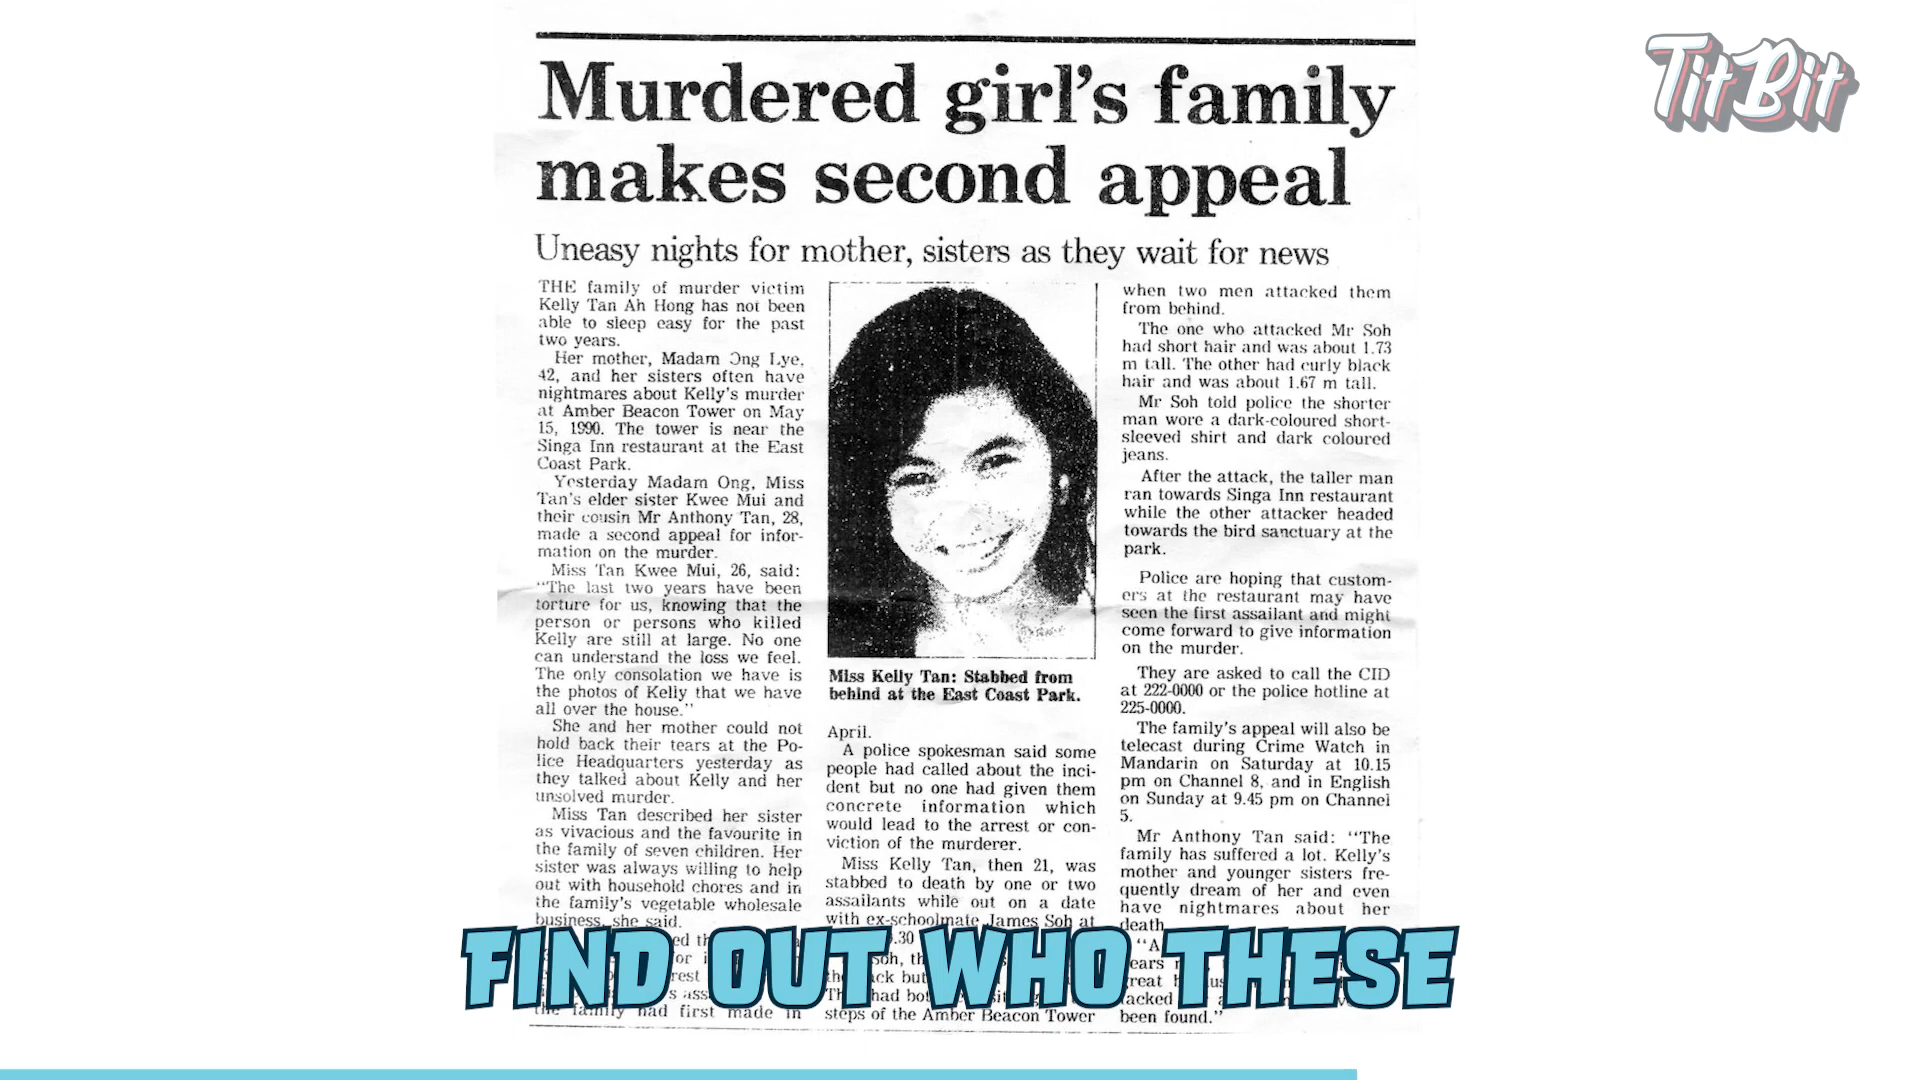 TitBit
Murdered girl's family
makes second appeal
Uneasy nights for mother, sisters as they wait for news
THE family of murder victim
Kelly Tan Ah Hong has not been
able to sleep easy for the past
two years.
Her mother, Madam Ong Lye,
42, and her sisters often have
nightmares about Kelly's murder
at Amber Beacon Tower on May
15, 1990. The tower is near the
Singa Inn restaurant at the East
Coast Park.
Yesterday Madam Ong, Miss
Tan's elder sister Kwee Mui and
their cousin Mr Anthony Tan, 28,
made a second appeal for infor-
mation on the murder.
Miss Tan Kwee Mui, 26, said:
"The last two years have been
torture for us, knowing that the
person or persons who killed
Kelly are still at large. No one
can understand the loss we feel.
The only consolation we have is
the photos of Kelly that we have
all over the house."
She and her mother could not
hold back their tears at the Po-
lice Headquarters yesterday as
they talked about Kelly and her
unsolved murder.
Miss Tan described her sister
as vivacious and the favourite in
the family of seven children. Her
sister was always willing to help
out with household chores and in
the family's vegetable wholesale
business, she said.
the family had first made in
Miss Kelly Tan: Stabbed from
behind at the East Coast Park.
April.
A police spokesman said some
people had called about the inci-
dent but no one had given them
concrete information which
would lead to the arrest or con-
viction of the murderer.
Miss Kelly Tan, then 21, was
stabbed to death by one or two
assailants while out on a date
with ex-schoolmate James Soh at
steps of the Amber Beacon Tower
when two men attacked them
from behind.
The one who attacked Mr Soh
had short hair and was about 1.73
m tall. The other had curly black
hair and was about 1.67 m tall.
Mr Soh told police the shorter
man wore a dark-coloured short-
sleeved shirt and dark coloured
jeans.
After the attack, the taller man
ran towards Singa Inn restaurant
while the other attacker headed
towards the bird sanctuary at the
park.
Police are hoping that custom-
ers at the restaurant may have
seen the first assailant and might
come forward to give information
on the murder.
They are asked to call the CID
at 222-0000 or the police hotline at
225-0000.
The family's appeal will also be
telecast during Crime Watch in
Mandarin on Saturday at 10.15
pm on Channel 8, and in English
on Sunday at 9.45 pm on Channel
5.
Mr Anthony Tan said: "The
family has suffered a lot. Kelly's
mother and younger sisters fre-
quently dream of her and even
have nightmares about her
death.
been found."
FIND OUT WHO THESE